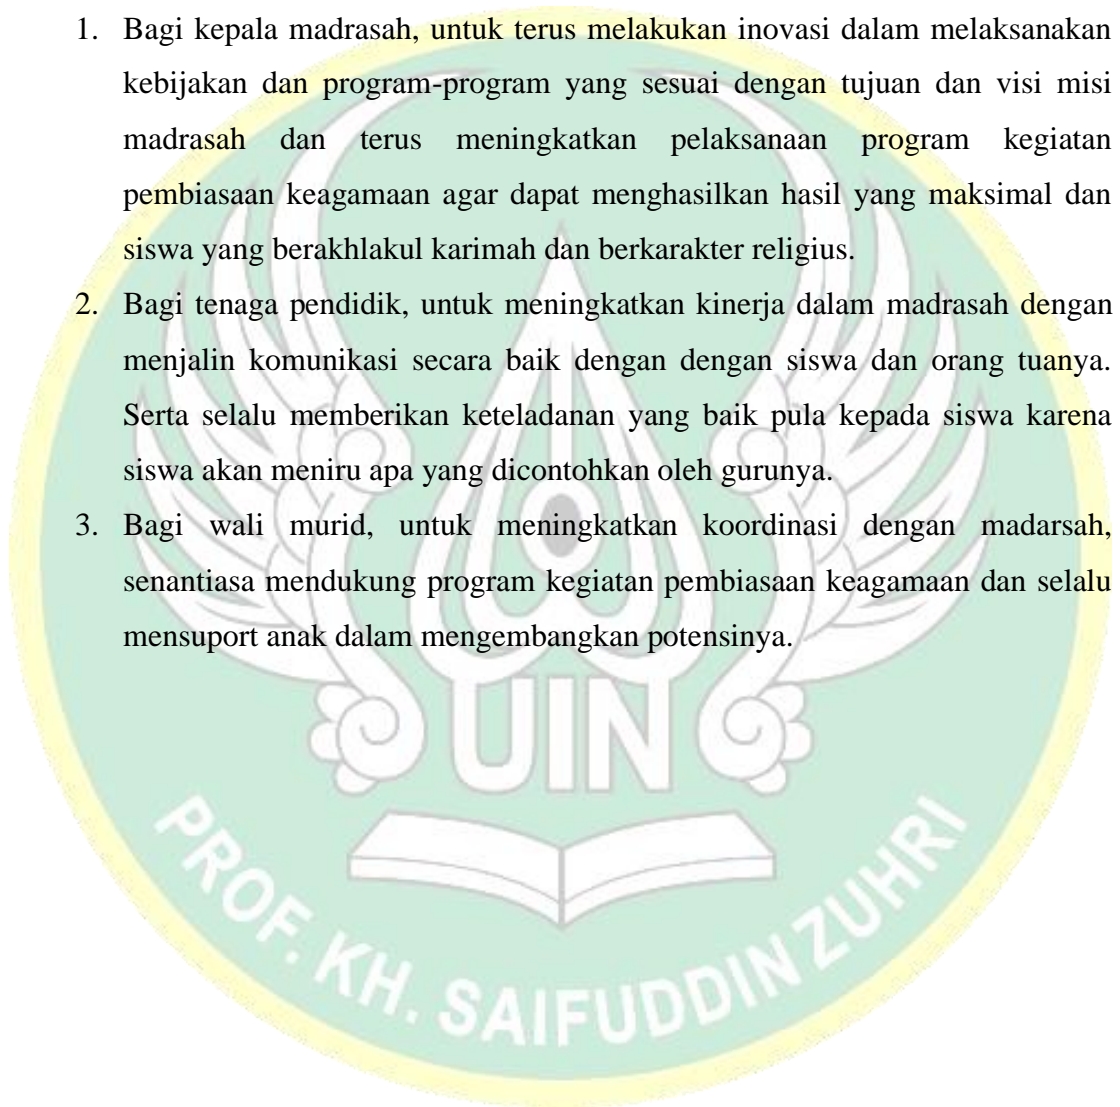 1. Bagi kepala madrasah, untuk terus melakukan inovasi dalam melaksanakan
kebijakan dan program-program yang sesuai dengan tujuan dan visi misi
madrasah dan terus meningkatkan pelaksanaan program kegiatan
pembiasaan keagamaan agar dapat menghasilkan hasil yang maksimal dan
siswa yang berakhlakul karimah dan berkarakter religius.
2. Bagi tenaga pendidik, untuk meningkatkan kinerja dalam madrasah dengan
menjalin komunikasi secara baik dengan dengan siswa dan orang tuanya.
Serta selalu memberikan keteladanan yang baik pula kepada siswa karena
siswa akan meniru apa yang dicontohkan oleh gurunya.
3. Bagi wali murid, untuk meningkatkan koordinasi dengan madarsah,
senantiasa mendukung program kegiatan pembiasaan keagamaan dan selalu
mensuport anak dalam mengembangkan potensinya.
UIN
PROF. KH. SAIFUDDIN ZUHRI